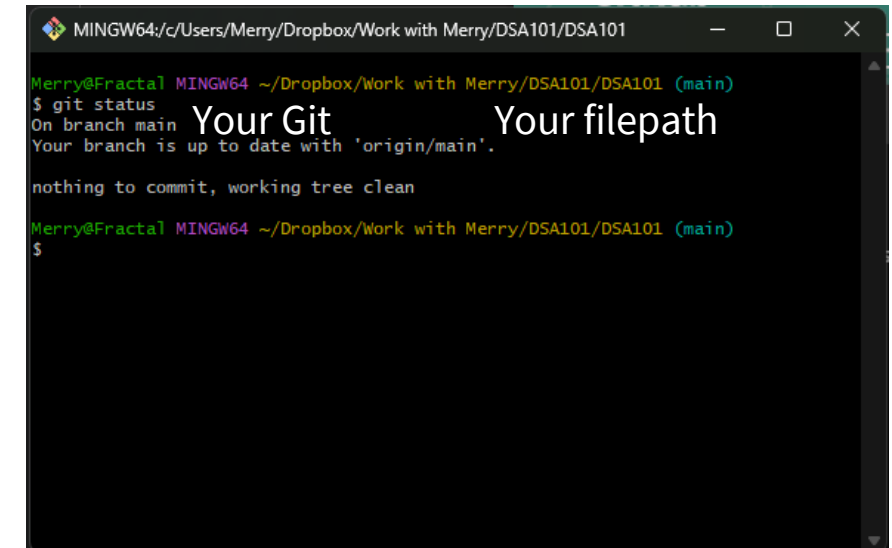 MINGW64:/c/Users/Merry/Dropbox/Work with Merry/DSA101/DSA101
Merry@Fractal MINGW64 ~/Dropbox/Work with Merry/DSA101/DSA101 (main)
$ git status
On branch main
Your Git
Your filepath
Your branch is up to date with 'origin/main'.
nothing to commit, working tree clean
Merry@Fractal MINGW64 ~/Dropbox/Work with Merry/DSA101/DSA101 (main)
$